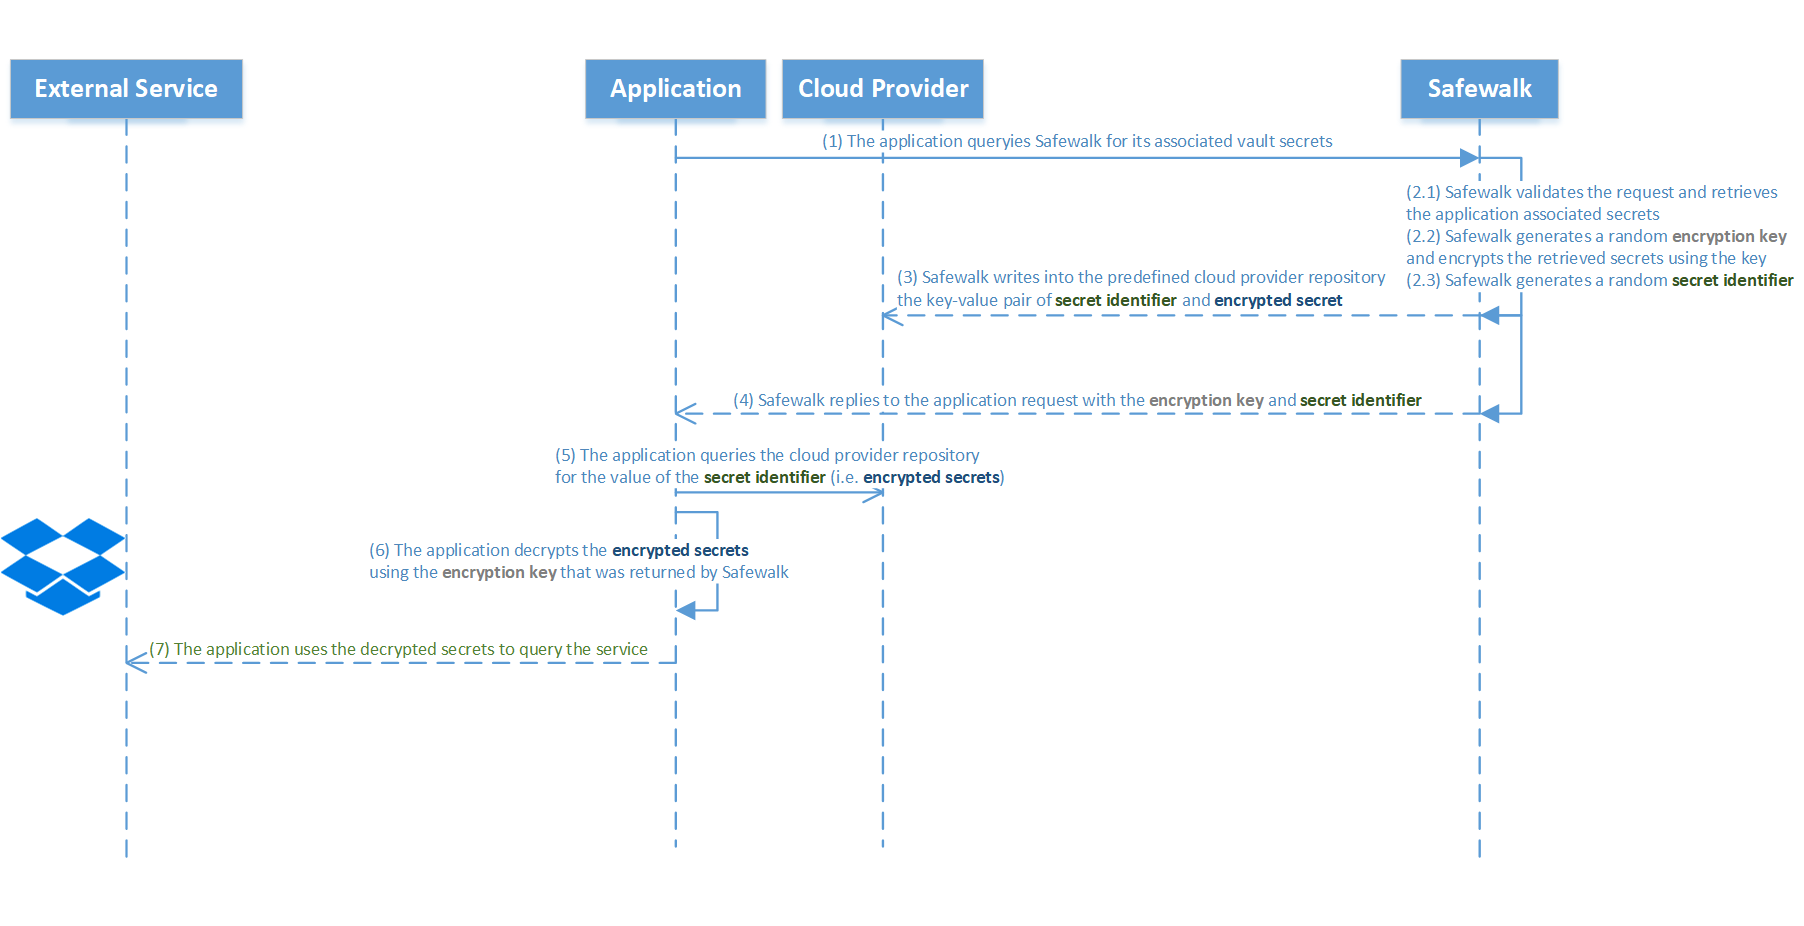 External Service
Application
Cloud Provider
Safewalk
(1) The application queryies Safewalk for its associated vault secrets
(2.1) Safewalk validates the request and retrieves
the application associated secrets
(2.2) Safewalk generates a random encryption key
and encrypts the retrieved secrets using the key
(2.3) Safewalk generates a random secret identifier
(3) Safewalk writes into the predefined cloud provider repository
the key-value pair of secret identifier and encrypted secret
(4) Safewalk replies to the application request with the encryption key and secret identifier
(5) The application queries the cloud provider repository
for the value of the secret identifier (i.e. encrypted secrets)
(6) The application decrypts the encrypted secrets
using the encryption key that was returned by Safewalk
(7) The application uses the decrypted secrets to query the service